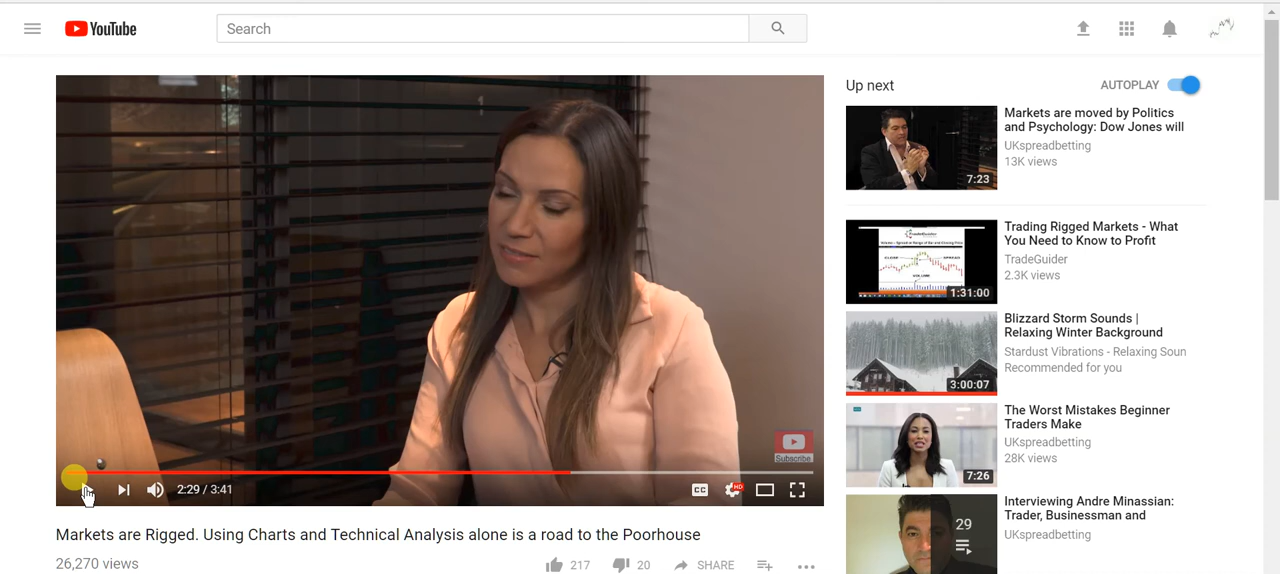 YouTube
Search
Up next
AUTOPLAY
Markets are moved by Politics
and Psychology: Dow Jones will
UKspreadbetting
13K views
7:23
Trading Rigged Markets - What
You Need to Know to Profit
TradeGuider
2.3K views
TradeGuider
CLOSE
SPREAD
VOLUME
1:31:00
Blizzard Storm Sounds |
Relaxing Winter Background
Stardust Vibrations - Relaxing Soun
Recommended for you
3:00:07
The Worst Mistakes Beginner
Traders Make
UKspreadbetting
28K views
7:26
Interviewing Andre Minassian:
Trader, Businessman and
UKspreadbetting
29
Subscribe
2:29 / 3:41
CC
HD
Markets are Rigged. Using Charts and Technical Analysis alone is a road to the Poorhouse
26,270 views
217
20
SHARE